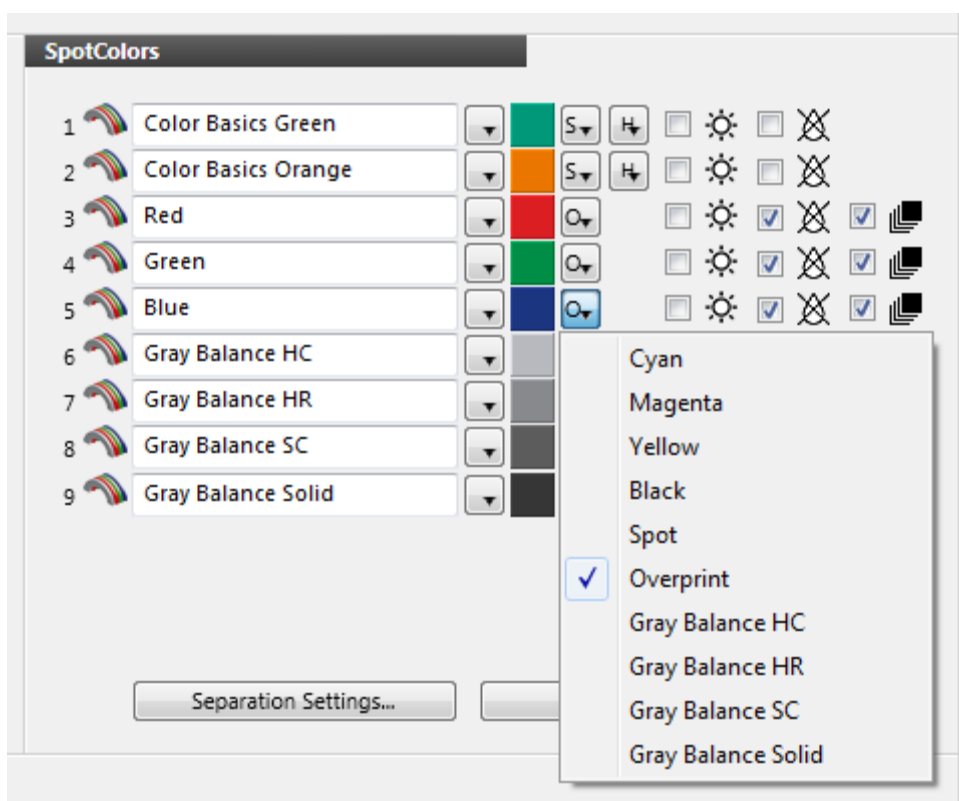 SpotColors
1 Color Basics Green S H
2 Color Basics Orange S H
3 Red O
4 Green O
5 Blue O
6 Gray Balance HC
7 Gray Balance HR
8 Gray Balance SC
9 Gray Balance Solid
Cyan
Magenta
Yellow
Black
Spot
Overprint
Gray Balance HC
Gray Balance HR
Gray Balance SC
Gray Balance Solid
Separation Settings...